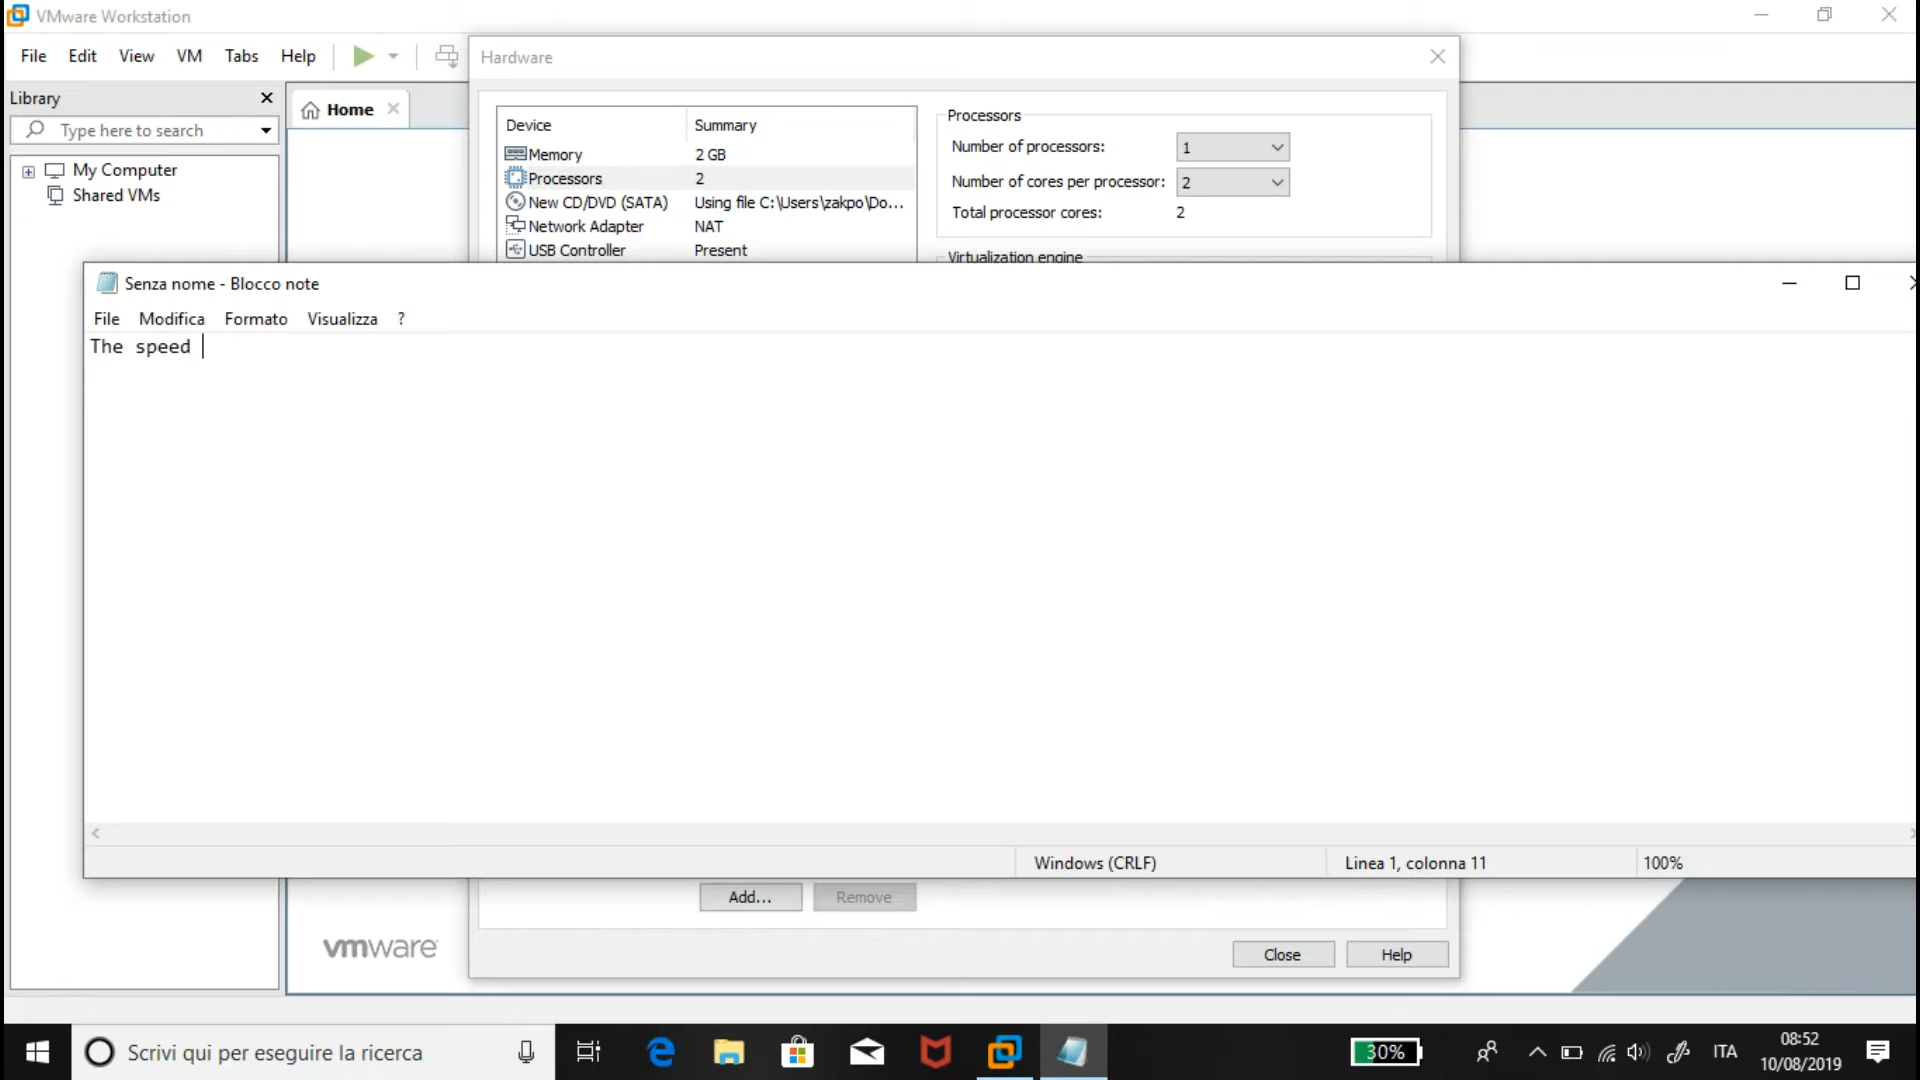 VMware Workstation
File Edit View VM Tabs Help
Hardware
Library
Type here to search
Home
My Computer
Shared VMs
Device Summary
Memory 2 GB
Processors 2
New CD/DVD (SATA) Using file C:\Users\zakpo\Do...
Network Adapter NAT
USB Controller Present
Processors
Number of processors: 1
Number of cores per processor: 2
Total processor cores: 2
Virtualization engine
Senza nome - Blocco note
File Modifica Formato Visualizza ?
The speed
Windows (CRLF) Linea 1, colonna 11 100%
Add... Remove
vmware
Close Help
Scrivi qui per eseguire la ricerca
30%
ITA
08:52
10/08/2019